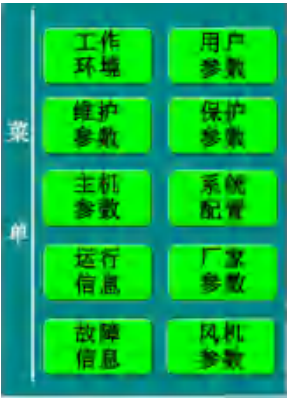 菜单
工作
环境
用户
参数
维护
参数
保护
参数
主机
参数
系统
配置
运行
信息
厂家
参数
故障
信息
风机
参数